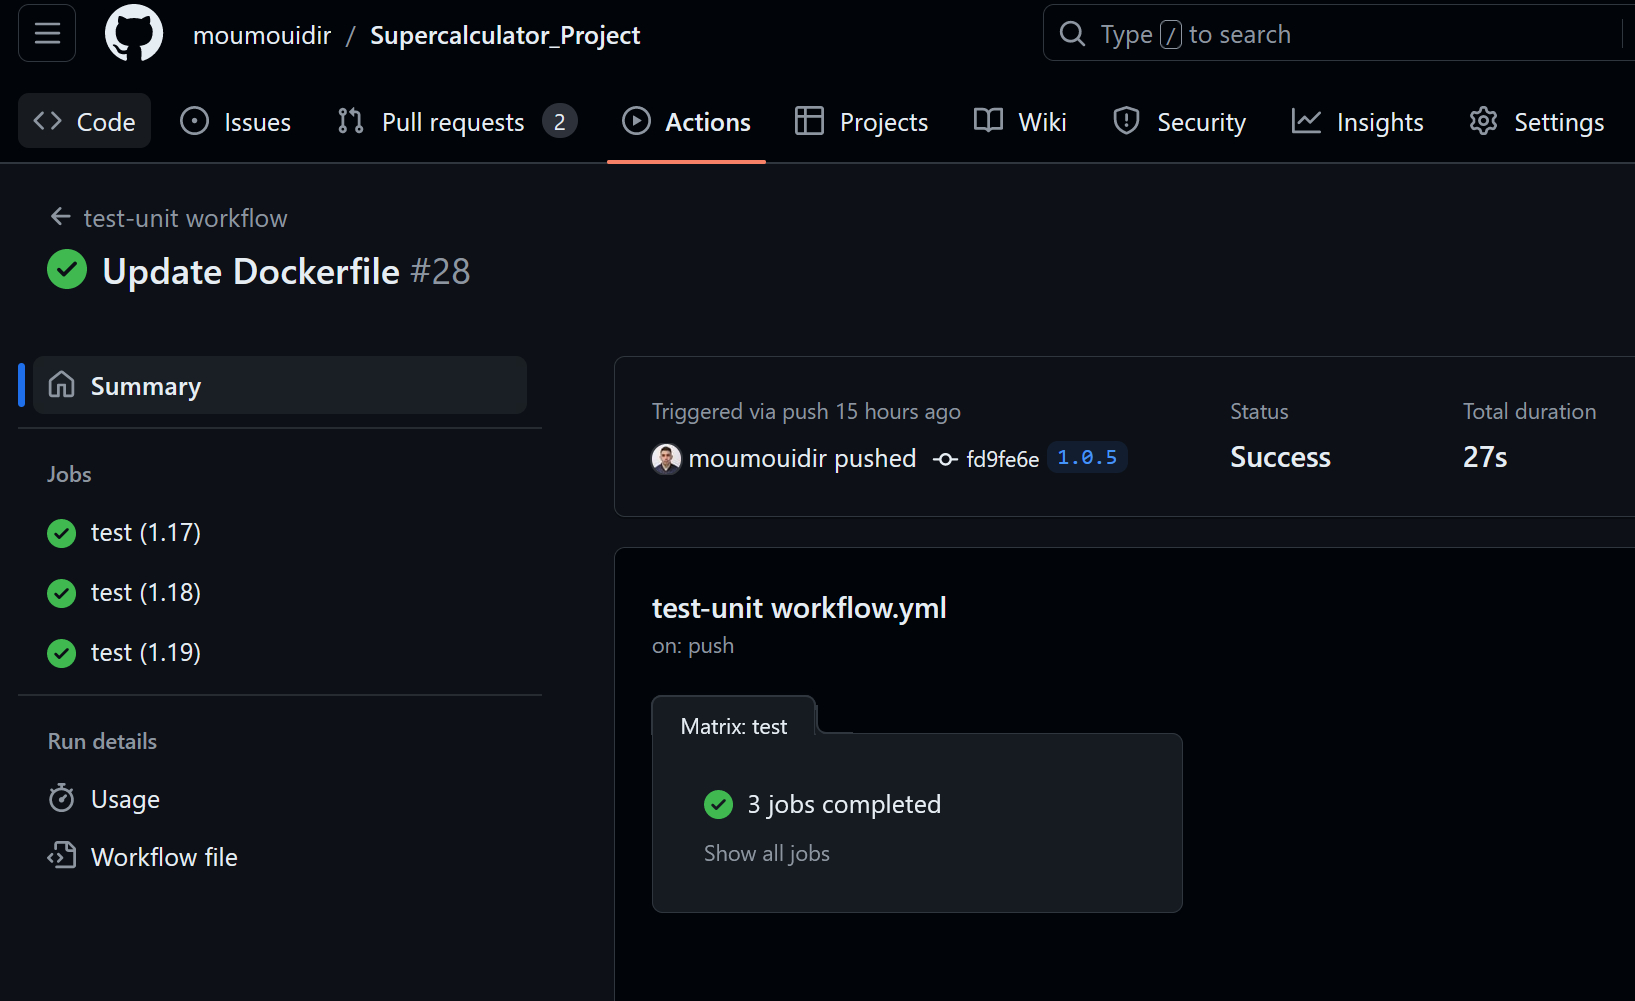 moumouidir / Supercalculator_Project
Type / to search
Code
Issues
Pull requests 2
Actions
Projects
Wiki
Security
Insights
Settings
test-unit workflow
Update Dockerfile #28
Summary
Jobs
test (1.17)
test (1.18)
test (1.19)
Run details
Usage
Workflow file
Triggered via push 15 hours ago
moumouidir pushed fd9fe6e 1.0.5
Status
Success
Total duration
27s
test-unit workflow.yml
on: push
Matrix: test
3 jobs completed
Show all jobs